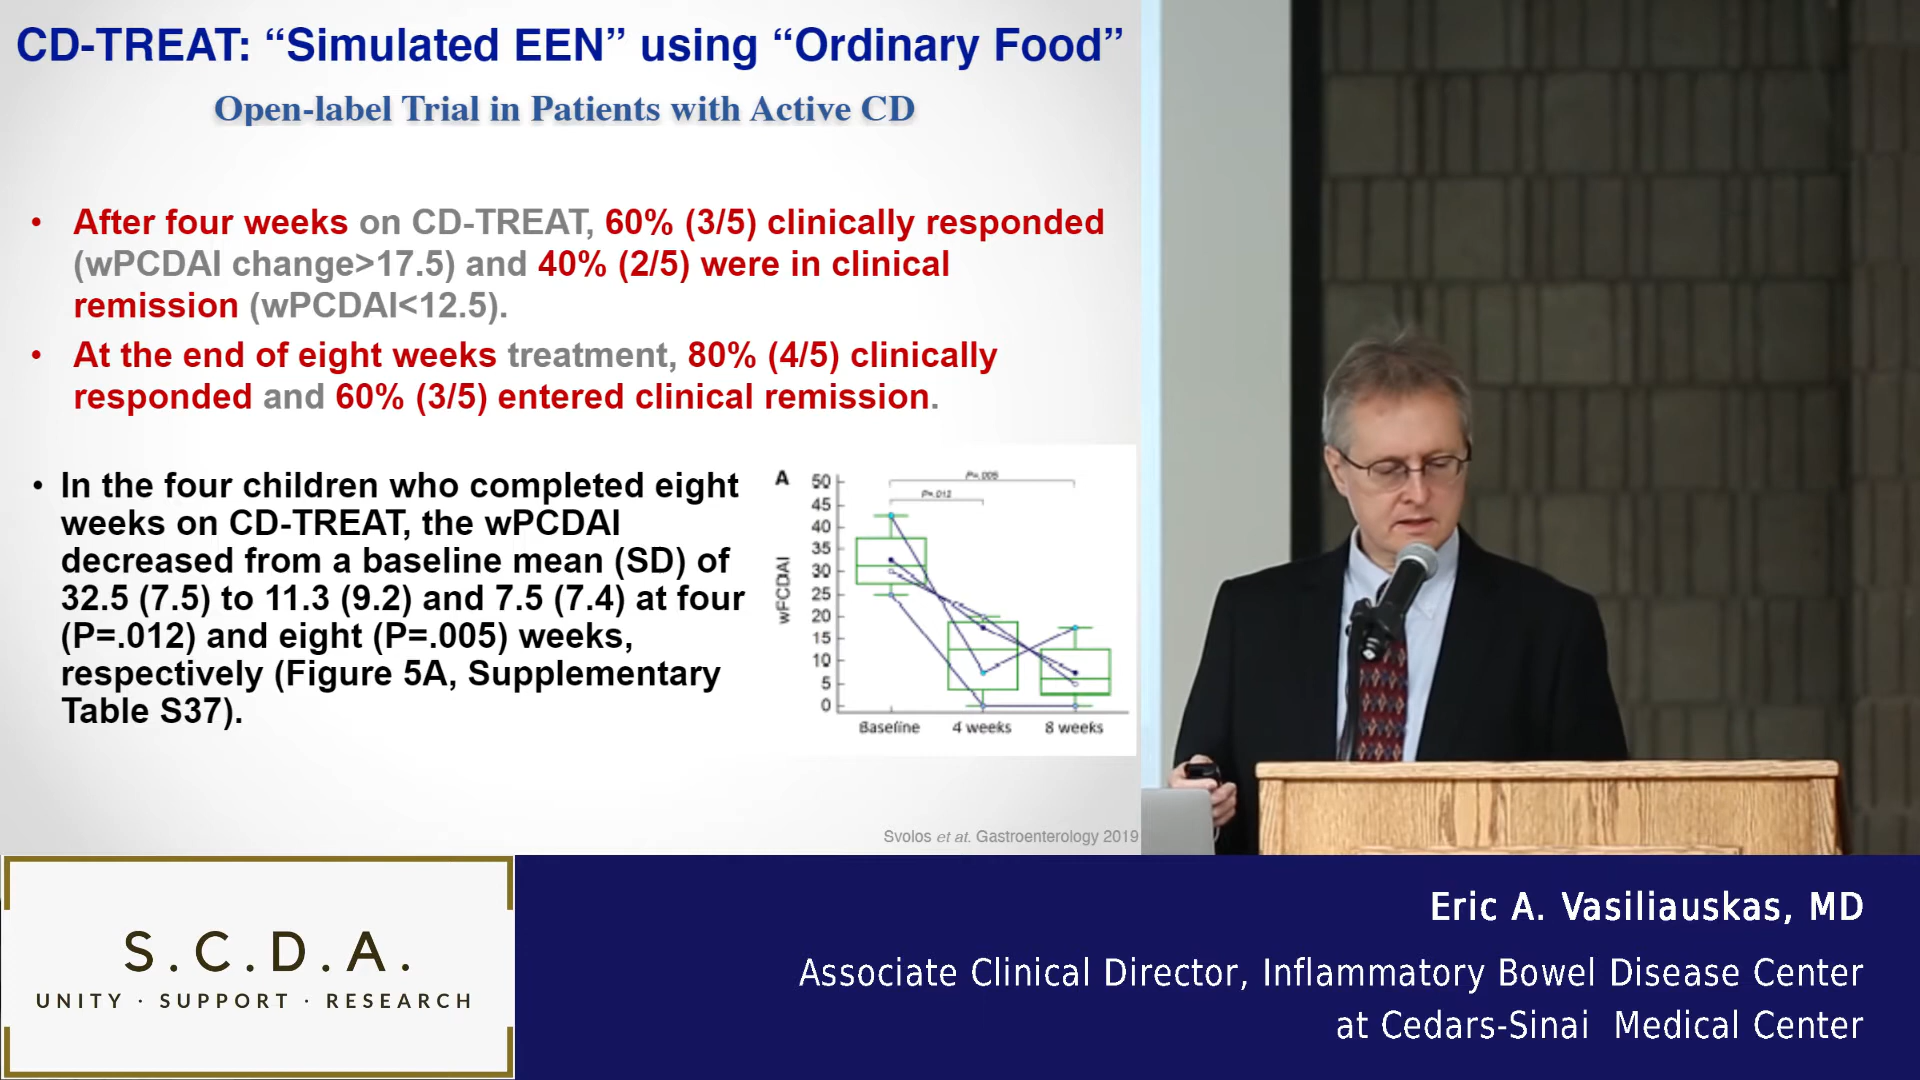 CD-TREAT: “Simulated EEN” using “Ordinary Food”
Open-label Trial in Patients with Active CD
• After four weeks on CD-TREAT, 60% (3/5) clinically responded
(wPCDAI change>17.5) and 40% (2/5) were in clinical
remission (wPCDAI<12.5).
• At the end of eight weeks treatment, 80% (4/5) clinically
responded and 60% (3/5) entered clinical remission.
• In the four children who completed eight
weeks on CD-TREAT, the wPCDAI
decreased from a baseline mean (SD) of
32.5 (7.5) to 11.3 (9.2) and 7.5 (7.4) at four
(P=.012) and eight (P=.005) weeks,
respectively (Figure 5A, Supplementary
Table S37).
A
P=.005
P=.012
wPCDAI
50
45
40
35
30
25
20
15
10
5
0
Baseline 4 weeks 8 weeks
Svolos et at. Gastroenterology 2019
S.C.D.A.
UNITY · SUPPORT · RESEARCH
Eric A. Vasiliauskas, MD
Associate Clinical Director, Inflammatory Bowel Disease Center
at Cedars-Sinai Medical Center